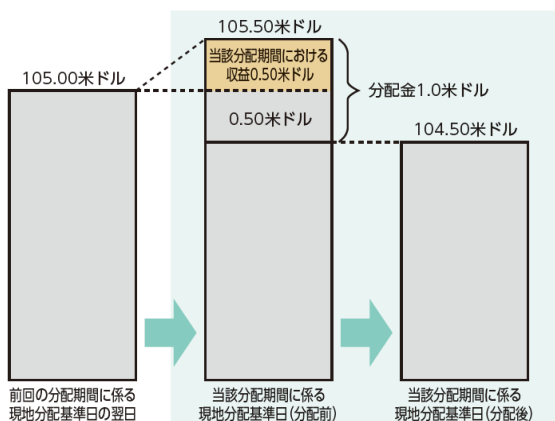 105.50米ドル
105.00米ドル
当該分配期間における
収益0.50米ドル
分配金1.0米ドル
0.50米ドル
104.50米ドル
前回の分配期間に係る
現地分配基準日の翌日
当該分配期間に係る
現地分配基準日(分配前)
当該分配期間に係る
現地分配基準日(分配後)